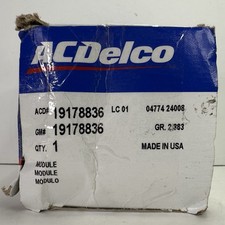 ACDelco
ACD# 19178836 LC 01 04774 24008
GM# 19178836 GR. 2.383
QTY. 1 MADE IN USA
MODULE
MODULE
MODULO